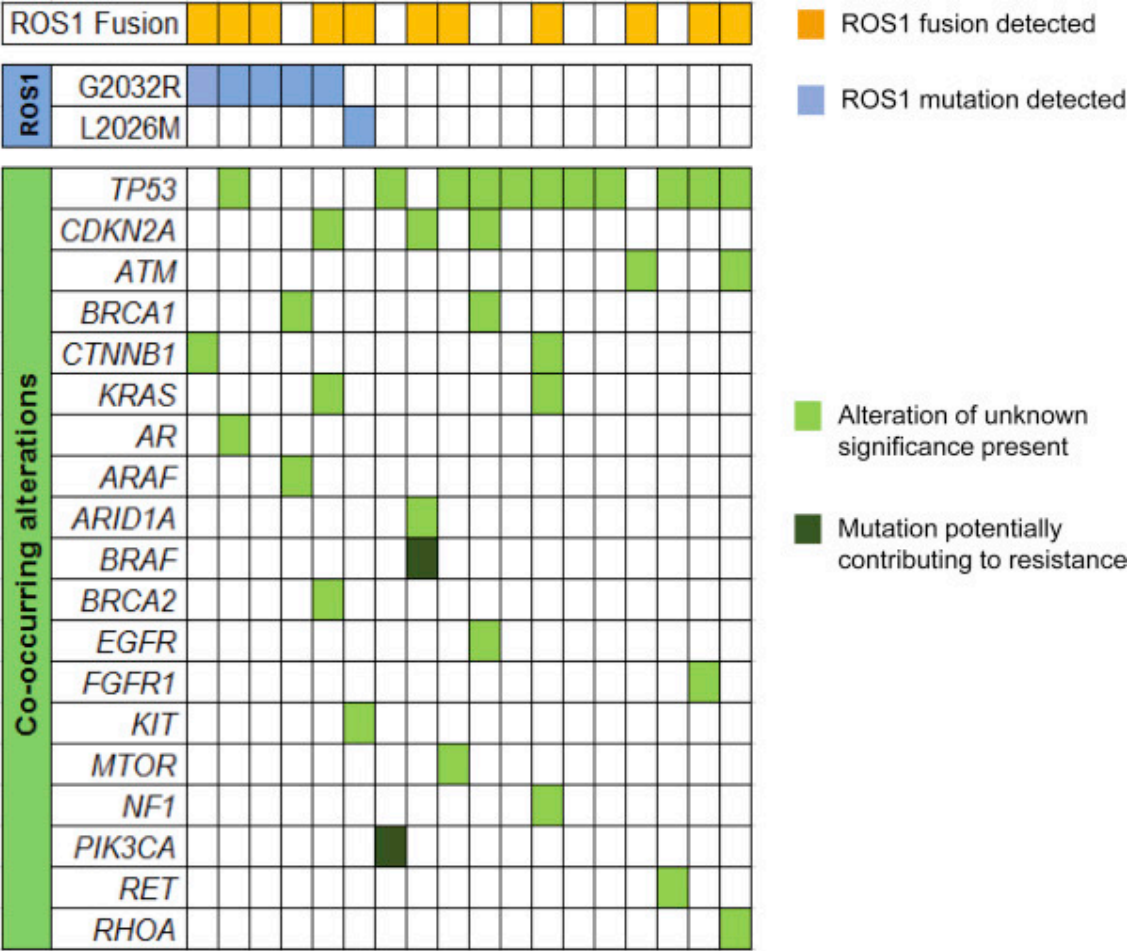 ROS1 Fusion
ROS1 fusion detected
ROS1
G2032R
L2026M
ROS1 mutation detected
Co-occurring alterations
TP53
CDKN2A
ATM
BRCA1
CTNNB1
KRAS
AR
ARAF
ARID1A
BRAF
BRCA2
EGFR
FGFR1
KIT
MTOR
NF1
PIK3CA
RET
RHOA
Alteration of unknown
significance present
Mutation potentially
contributing to resistance